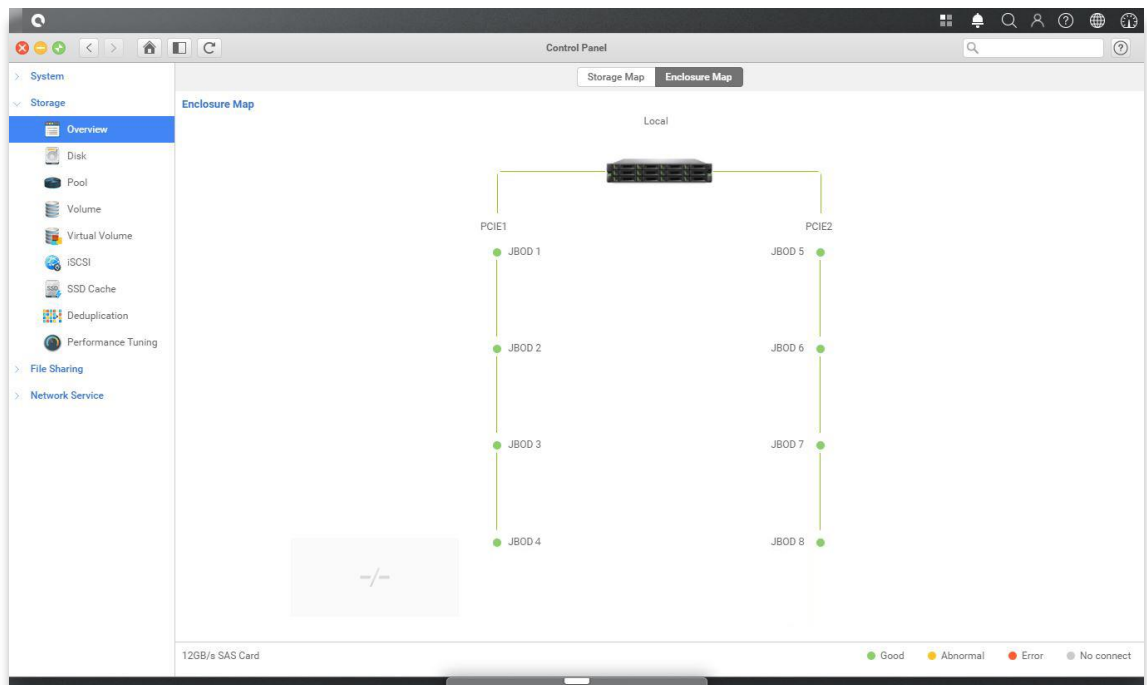 Control Panel
System
Storage
Overview
Disk
Pool
Volume
Virtual Volume
iSCSI
SSD Cache
Deduplication
Performance Tuning
File Sharing
Network Service
Storage Map Enclosure Map
Enclosure Map
Local
PCIE1 PCIE2
JBOD 1 JBOD 5
JBOD 2 JBOD 6
JBOD 3 JBOD 7
JBOD 4 JBOD 8
-/-
12GB/s SAS Card Good Abnormal Error No connect